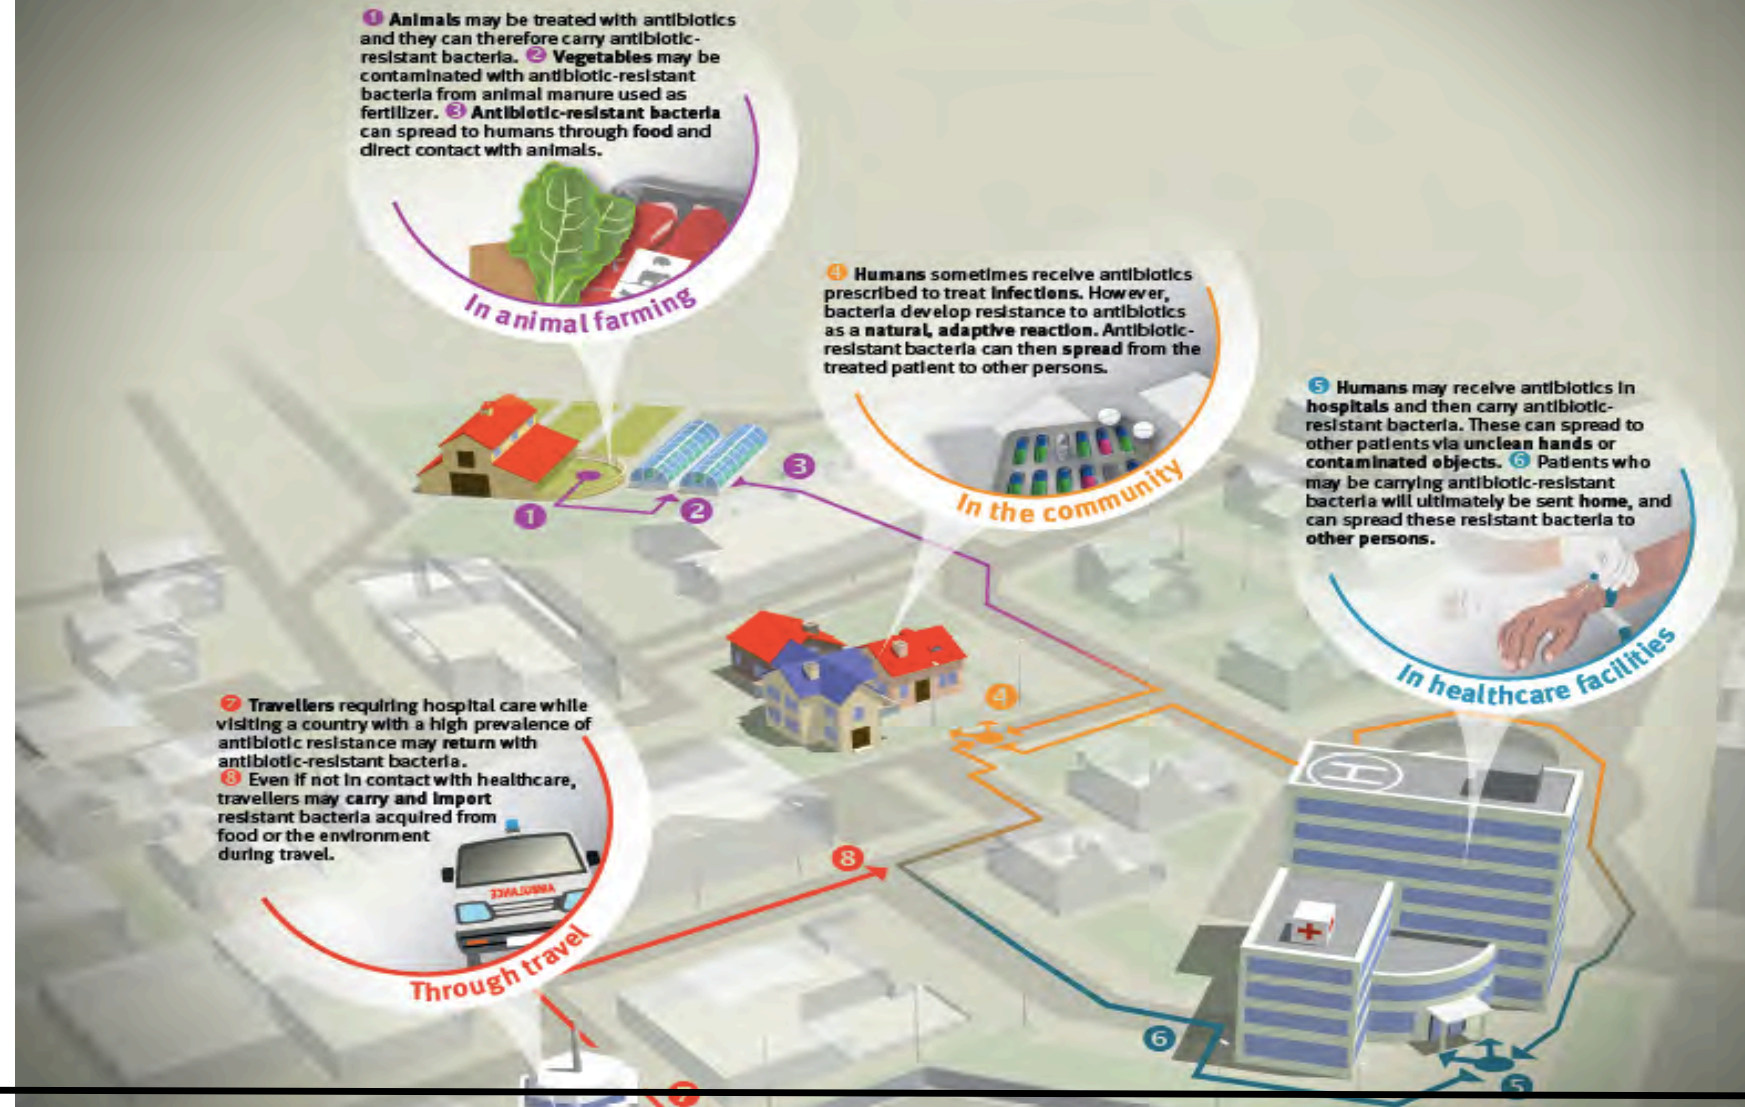 1 Animals may be treated with antibiotics
and they can therefore carry antibiotic-
resistant bacteria. 2 Vegetables may be
contaminated with antibiotic-resistant
bacteria from animal manure used as
fertilizer. 3 Antibiotic-resistant bacteria
can spread to humans through food and
direct contact with animals.
In animal farming
4 Humans sometimes receive antibiotics
prescribed to treat infections. However,
bacteria develop resistance to antibiotics
as a natural, adaptive reaction. Antibiotic-
resistant bacteria can then spread from the
treated patient to other persons.
In the community
5 Humans may receive antibiotics in
hospitals and then carry antibiotic-
resistant bacteria. These can spread to
other patients via unclean hands or
contaminated objects. 6 Patients who
may be carrying antibiotic-resistant
bacteria will ultimately be sent home, and
can spread these resistant bacteria to
other persons.
In healthcare facilities
3
1
2
4
7 Travellers requiring hospital care while
visiting a country with a high prevalence of
antibiotic resistance may return with
antibiotic-resistant bacteria.
8 Even if not in contact with healthcare,
travellers may carry and import
resistant bacteria acquired from
food or the environment
during travel.
AMBULANCE
Through travel
H
8
6
5
7